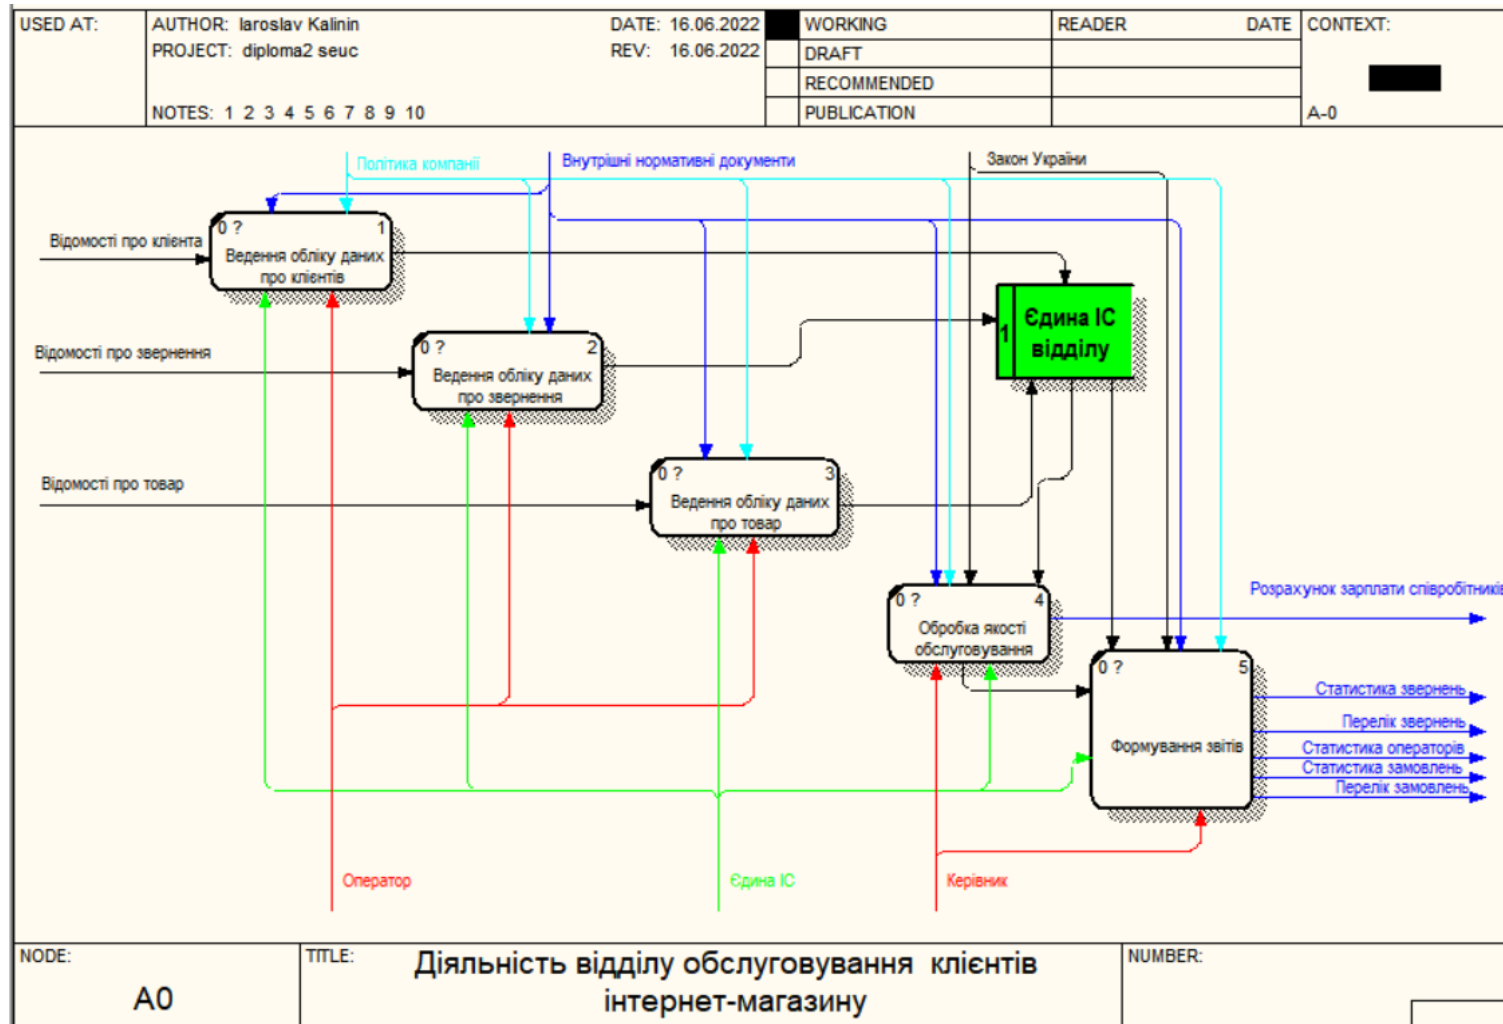 USED AT:
AUTHOR: Iaroslav Kalinin
DATE: 16.06.2022
WORKING
READER
DATE
CONTEXT:
PROJECT: diploma2 seuc
REV: 16.06.2022
DRAFT
RECOMMENDED
NOTES: 1 2 3 4 5 6 7 8 9 10
PUBLICATION
A-0
Політика компанії
Внутрішні нормативні документи
Закон України
Відомості про клієнта
0 ?
1
Ведення обліку даних
про клієнтів
1
Єдина ІС
відділу
Відомості про звернення
0 ?
2
Ведення обліку даних
про звернення
Відомості про товар
0 ?
3
Ведення обліку даних
про товар
0 ?
4
Обробка якості
обслуговування
Розрахунок зарплати співробітників
0 ?
5
Формування звітів
Статистика звернень
Перелік звернень
Статистика операторів
Статистика замовлень
Перелік замовлень
Оператор
Єдина ІС
Керівник
NODE:
A0
TITLE:
Діяльність відділу обслуговування клієнтів
інтернет-магазину
NUMBER: